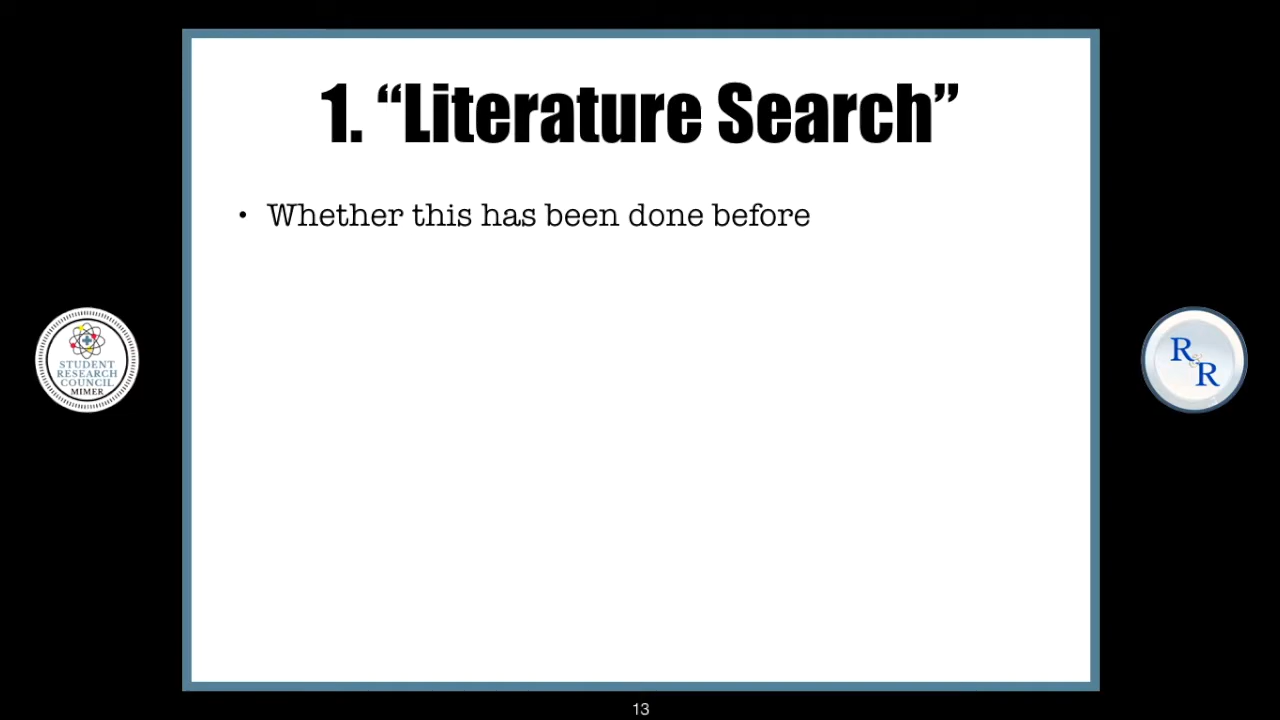 1. “Literature Search”
• Whether this has been done before
STUDENT
RESEARCH
COUNCIL
MIMER
R
&
R
13